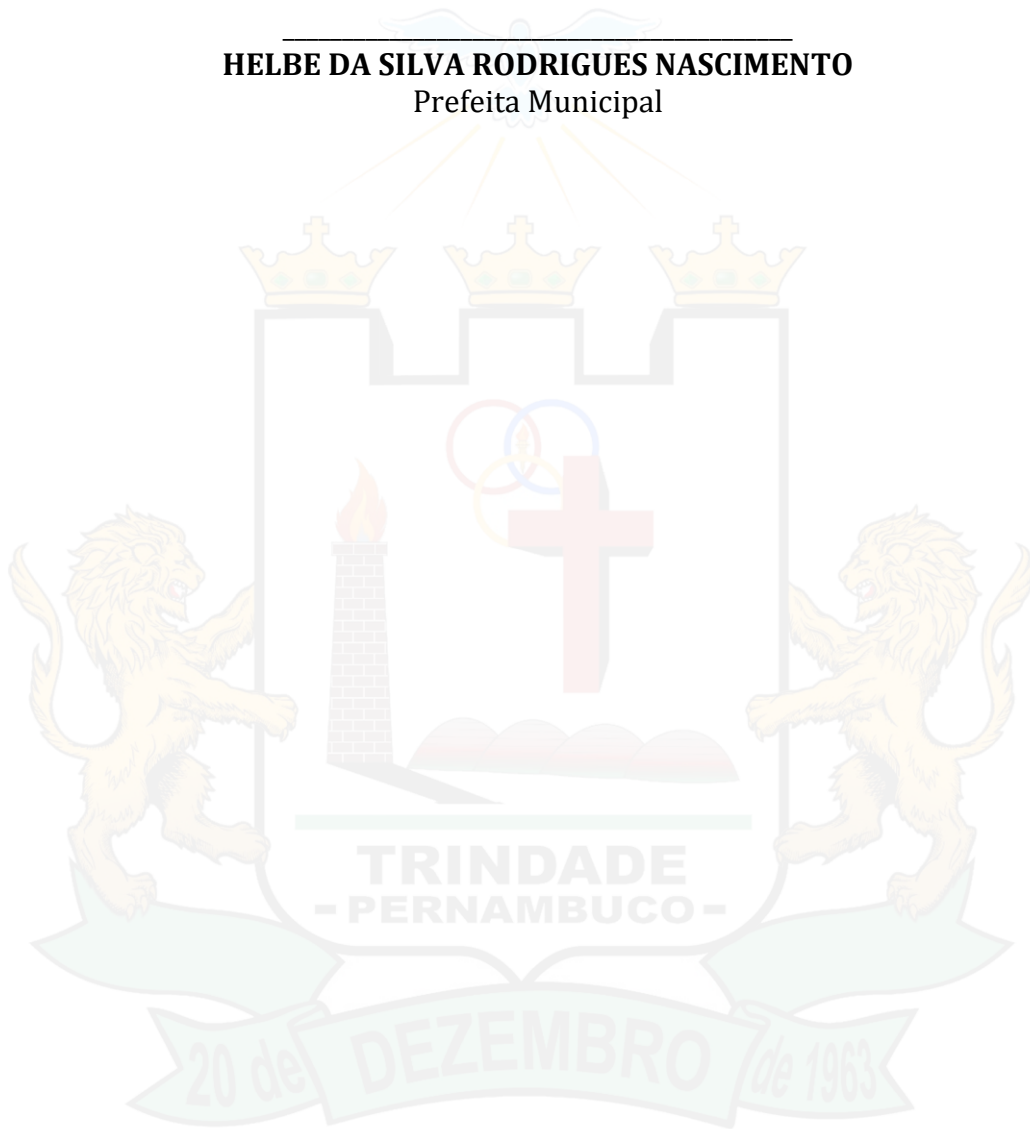 HELBE DA SILVA RODRIGUES NASCIMENTO
Prefeita Municipal
TRINDADE
- PERNAMBUCO -
20 de DEZEMBRO de 1963